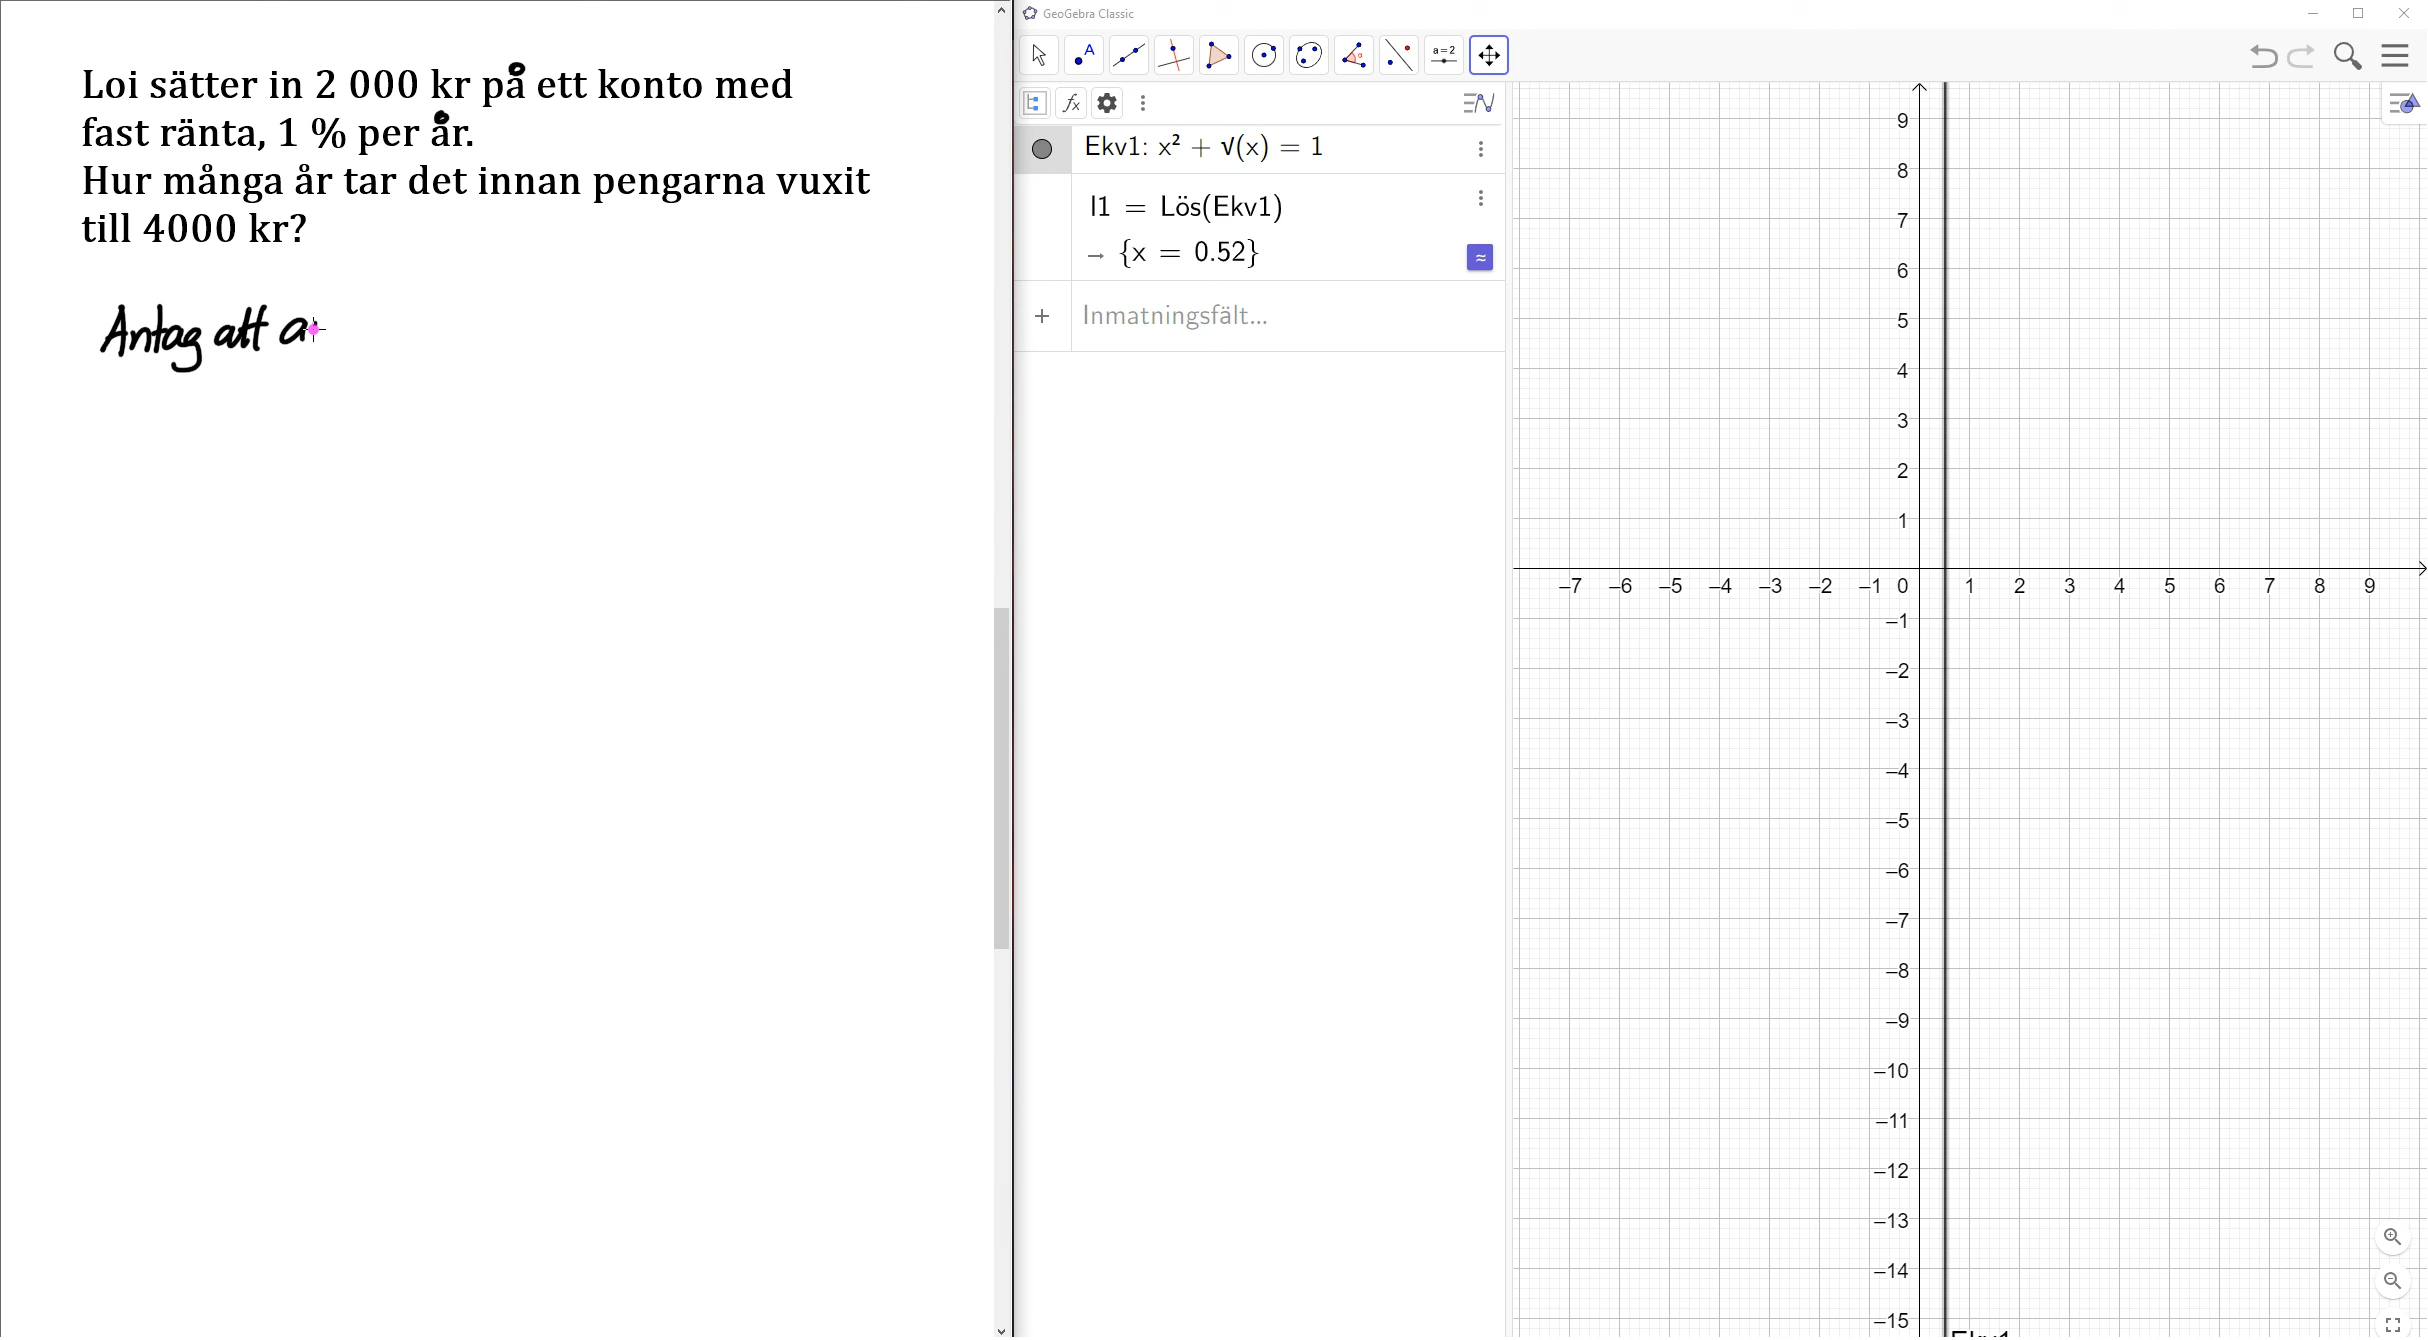 Loi sätter in 2 000 kr på ett konto med
fast ränta, 1 % per år.
Hur många år tar det innan pengarna vuxit
till 4000 kr?
Antag att a
GeoGebra Classic
A
a=2
fx
Ekv1: x² + √(x) = 1
l1 = Lös(Ekv1)
→ {x = 0.52}
≈
+ Inmatningsfält...
9
8
7
6
5
4
3
2
1
–7 –6 –5 –4 –3 –2 –1 0 1 2 3 4 5 6 7 8 9
–1
–2
–3
–4
–5
–6
–7
–8
–9
–10
–11
–12
–13
–14
–15
Ekv1